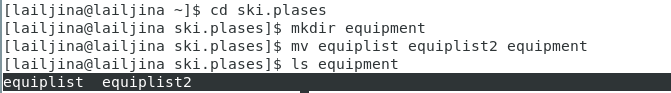 [lailjina@lailjina ~]$ cd ski.plases
[lailjina@lailjina ski.plases]$ mkdir equipment
[lailjina@lailjina ski.plases]$ mv equiplist equiplist2 equipment
[lailjina@lailjina ski.plases]$ ls equipment
equiplist  equiplist2